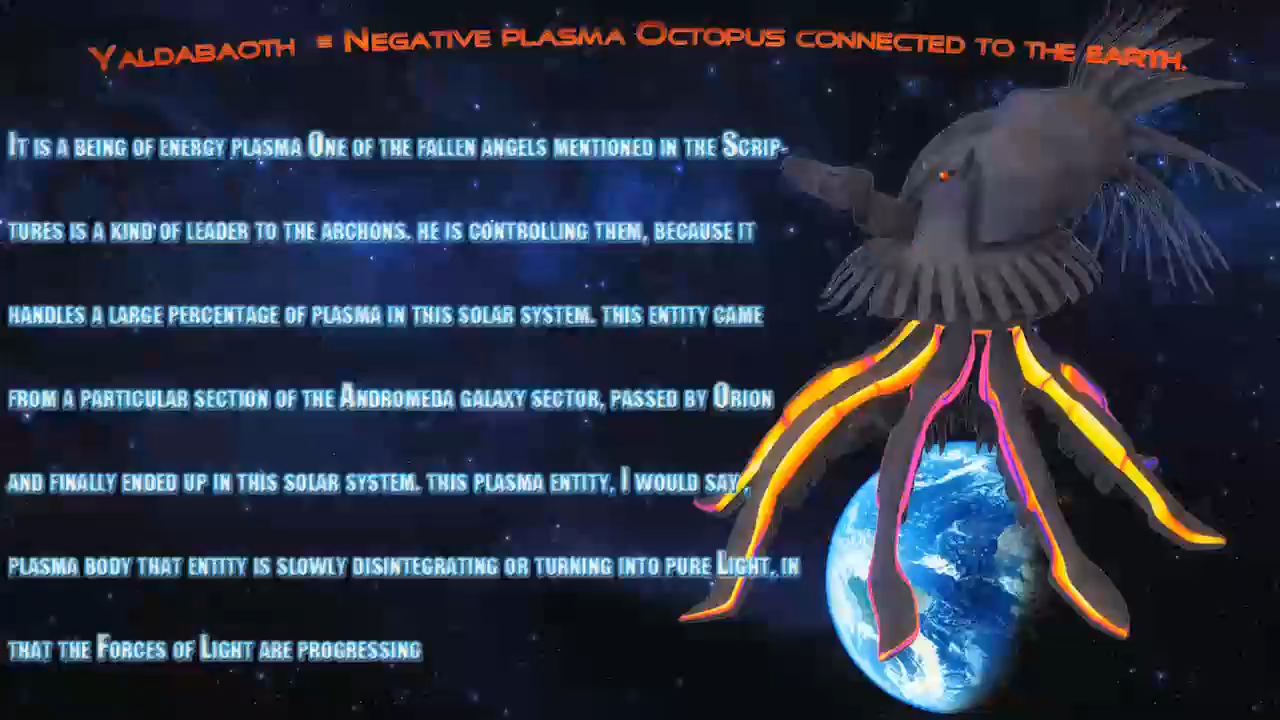 Yaldabaoth = Negative plasma Octopus connected to the earth.
It is a being of energy plasma One of the fallen angels mentioned in the Scrip-
tures is a kind of leader to the archons. he is controlling them, because it
handles a large percentage of plasma in this solar system. this entity came
from a particular section of the Andromeda galaxy sector, passed by Orion
and finally ended up in this solar system. this plasma entity, I would say,
plasma body that entity is slowly disintegrating or turning into pure Light, in
that the Forces of Light are progressing